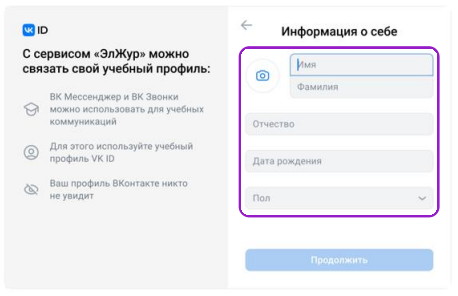 VK ID
С сервисом «ЭлЖур» можно
связать свой учебный профиль:
ВК Мессенджер и ВК Звонки
можно использовать для учебных
коммуникаций
Для этого используйте учебный
профиль VK ID
Ваш профиль ВКонтакте никто
не увидит
Информация о себе
Имя
Фамилия
Отчество
Дата рождения
Пол
Продолжить